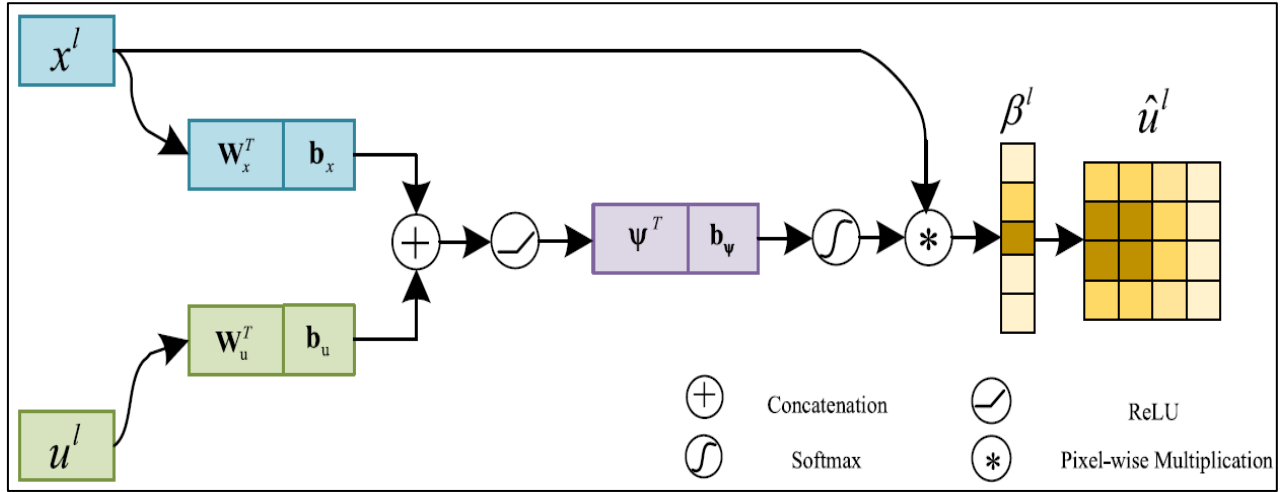 x^l
W_x^T b_x
β^l û^l
+ Ψ^T b_ψ *
W_u^T b_u
u^l
+ Concatenation ReLU
Softmax * Pixel-wise Multiplication